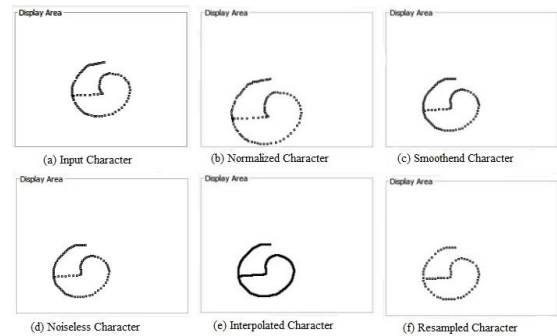 Display Area
Display Area
Display Area
(a) Input Character
(b) Normalized Character
(c) Smoothend Character
Display Area
Display Area
Display Area
(d) Noiseless Character
(e) Interpolated Character
(f) Resampled Character